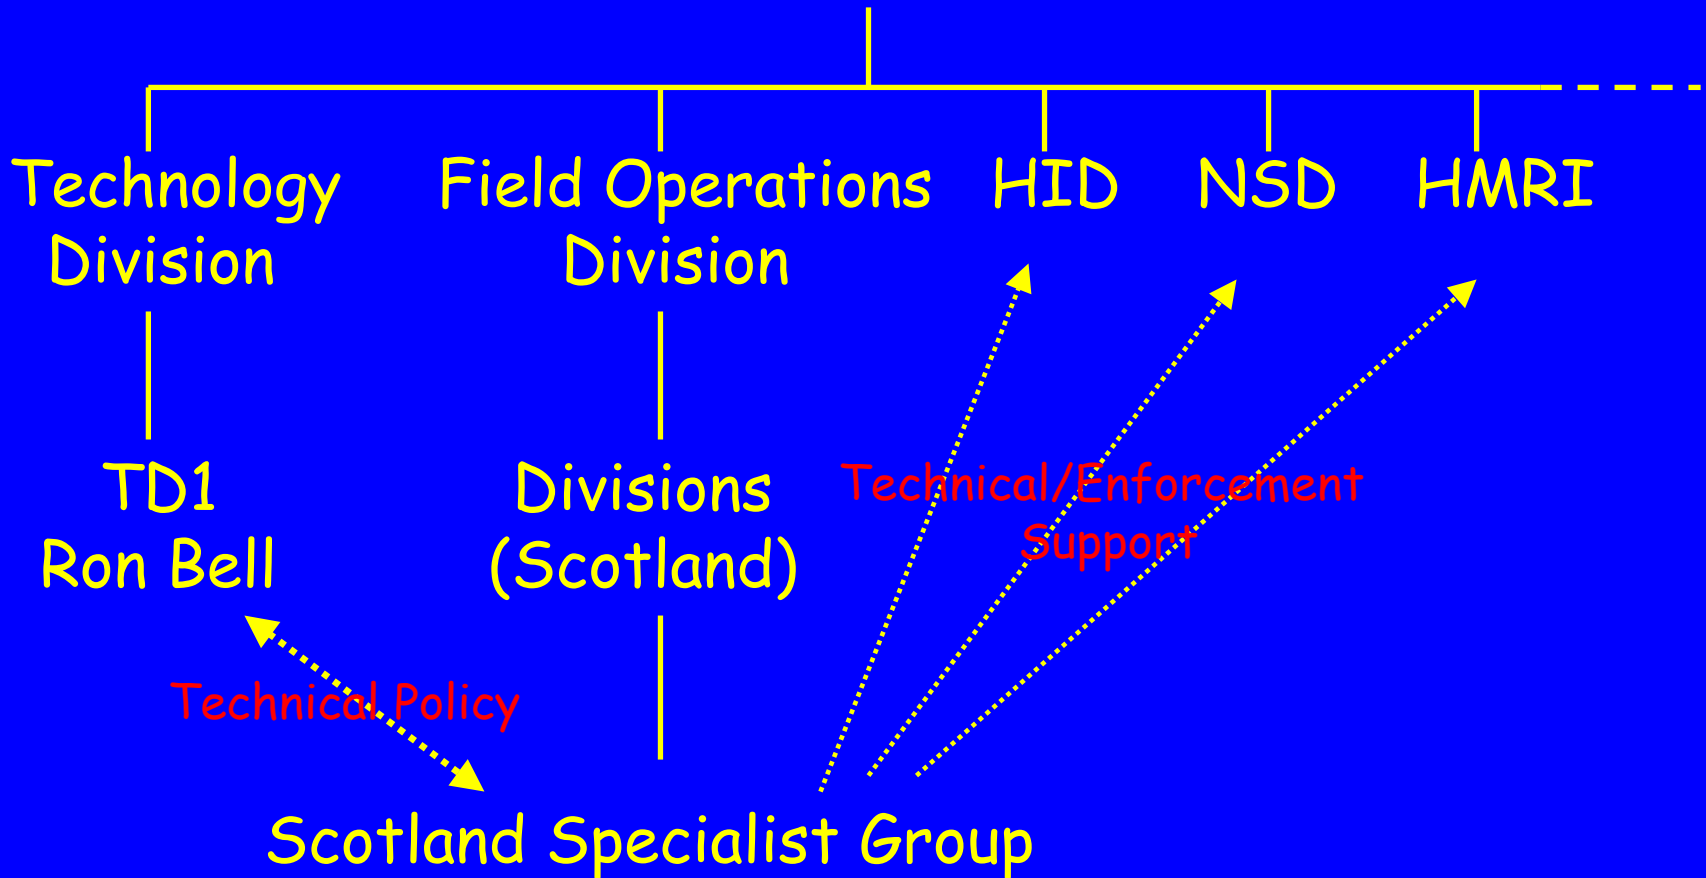 Technology
Division
Field Operations
Division
HID
NSD
HMRI
TD1
Ron Bell
Divisions
(Scotland)
Technical/Enforcement
Support
Technical Policy
Scotland Specialist Group